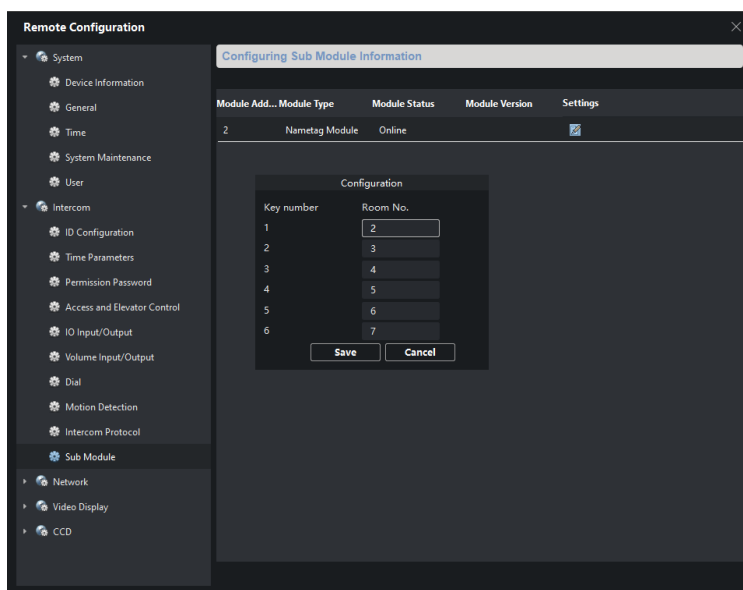 Remote Configuration
System
Device Information
General
Time
System Maintenance
User
Intercom
ID Configuration
Time Parameters
Permission Password
Access and Elevator Control
IO Input/Output
Volume Input/Output
Dial
Motion Detection
Intercom Protocol
Sub Module
Network
Video Display
CCD
Configuring Sub Module Information
Module Add... Module Type Module Status Module Version Settings
2 Nametag Module Online
Configuration
Key number Room No.
1 2
2 3
3 4
4 5
5 6
6 7
Save Cancel